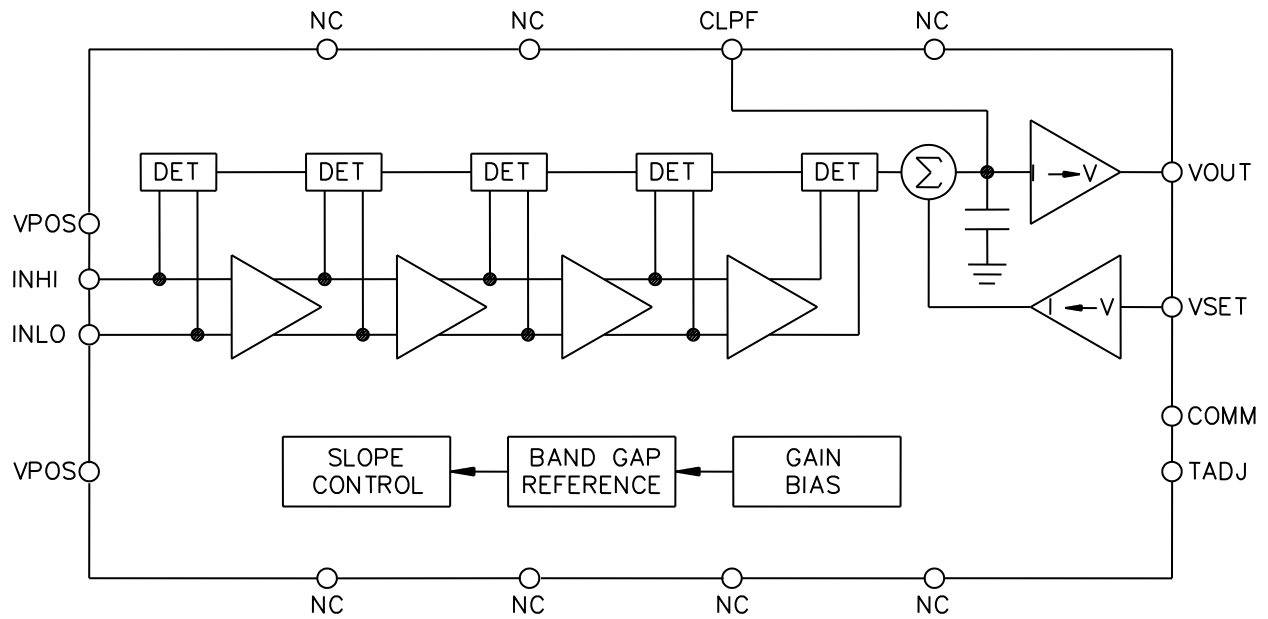 NC
NC
CLPF
NC
DET
DET
DET
DET
DET
Σ
I
V
VOUT
VPOS
INHI
INLO
I
V
VSET
COMM
VPOS
SLOPE
CONTROL
BAND GAP
REFERENCE
GAIN
BIAS
TADJ
NC
NC
NC
NC